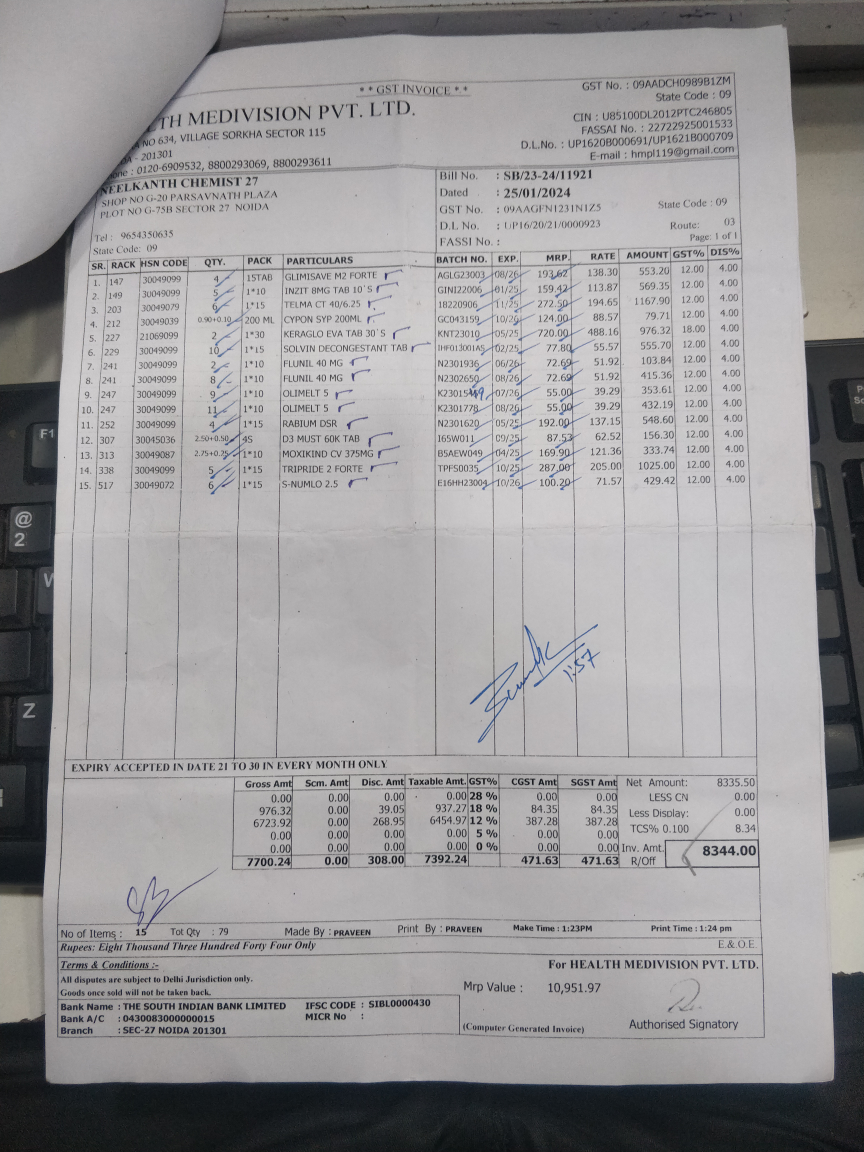 * * GST INVOICE * *
GST No. : 09AADCH0989B1ZM
State Code : 09
LTH MEDIVISION PVT. LTD.
CIN : U85100DL2012PTC246805
NO 634, VILLAGE SORKHA SECTOR 115
FASSAI No. : 22722925001533
- 201301
D.L.No. : UP1620B000691/UP1621B000709
: 0120-6909532, 8800293069, 8800293611
E-mail : hmpl119@gmail.com
NEELKANTH CHEMIST 27
SHOP NO G-20 PARSAVNATH PLAZA
PLOT NO G-75B SECTOR 27 NOIDA
Tel : 9654350635
State Code: 09
Bill No. : SB/23-24/11921
Dated : 25/01/2024
GST No. : 09AAGFN1231N1Z5 State Code : 09
D.L No. : UP16/20/21/0000923 Route: 03
FASSI No. : Page: 1 of 1
SR. RACK HSN CODE QTY. PACK PARTICULARS BATCH NO. EXP. MRP. RATE AMOUNT GST% DIS%
1. 147 30049099 4 15TAB GLIMISAVE M2 FORTE AGLG23003 08/26 193.62 138.30 553.20 12.00 4.00
2. 149 30049099 5 1*10 INZIT 8MG TAB 10`S GINI22006 01/25 159.42 113.87 569.35 12.00 4.00
3. 203 30049079 6 1*15 TELMA CT 40/6.25 18220906 11/25 272.50 194.65 1167.90 12.00 4.00
4. 212 30049039 0.90+0.10 200 ML CYPON SYP 200ML GC043159 10/26 124.00 88.57 79.71 12.00 4.00
5. 227 21069099 2 1*30 KERAGLO EVA TAB 30`S KNT23010 05/25 720.00 488.16 976.32 18.00 4.00
6. 229 30049099 10 1*15 SOLVIN DECONGESTANT TAB 02/25 77.80 55.57 555.70 12.00 4.00
7. 241 30049099 2 1*10 FLUNIL 40 MG N2301936 06/26 72.69 51.92 103.84 12.00 4.00
8. 241 30049099 8 1*10 FLUNIL 40 MG N2302650 08/26 72.69 51.92 415.36 12.00 4.00
9. 247 30049099 9 1*10 OLIMELT 5 07/26 55.00 39.29 353.61 12.00 4.00
10. 247 30049099 11 1*10 OLIMELT 5 K2301778 08/26 55.00 39.29 432.19 12.00 4.00
11. 252 30049099 4 1*15 RABIUM DSR N2301620 05/25 192.00 137.15 548.60 12.00 4.00
12. 307 30045036 2.50+0.50 4S D3 MUST 60K TAB I65W011 09/25 87.53 62.52 156.30 12.00 4.00
13. 313 30049087 2.75+0.25 1*10 MOXIKIND CV 375MG B5AEW049 04/25 169.90 121.36 333.74 12.00 4.00
14. 338 30049099 5 1*15 TRIPRIDE 2 FORTE TPFS0035 10/25 287.00 205.00 1025.00 12.00 4.00
15. 517 30049072 6 1*15 S-NUMLO 2.5 E16HH23004 10/26 100.20 71.57 429.42 12.00 4.00
1:57
EXPIRY ACCEPTED IN DATE 21 TO 30 IN EVERY MONTH ONLY
Gross Amt Scm. Amt Disc. Amt Taxable Amt. GST% CGST Amt SGST Amt Net Amount: 8335.50
0.00 0.00 0.00 0.00 28 % 0.00 0.00 LESS CN 0.00
976.32 0.00 39.05 937.27 18 % 84.35 84.35 Less Display: 0.00
6723.92 0.00 268.95 6454.97 12 % 387.28 387.28 TCS% 0.100 8.34
0.00 0.00 0.00 0.00 5 % 0.00 0.00
0.00 0.00 0.00 0.00 0 % 0.00 0.00 Inv. Amt. 8344.00
7700.24 0.00 308.00 7392.24 471.63 471.63 R/Off
No of Items : 15 Tot Qty : 79 Made By : PRAVEEN Print By : PRAVEEN Make Time : 1:23PM Print Time : 1:24 pm
Rupees: Eight Thousand Three Hundred Forty Four Only E.& O.E.
Terms & Conditions :-
All disputes are subject to Delhi Jurisdiction only.
Goods once sold will not be taken back.
Bank Name : THE SOUTH INDIAN BANK LIMITED IFSC CODE : SIBL0000430
Bank A/C : 0430083000000015 MICR No :
Branch : SEC-27 NOIDA 201301
For HEALTH MEDIVISION PVT. LTD.
Mrp Value : 10,951.97
(Computer Generated Invoice) Authorised Signatory
F1
@
2
W
Z